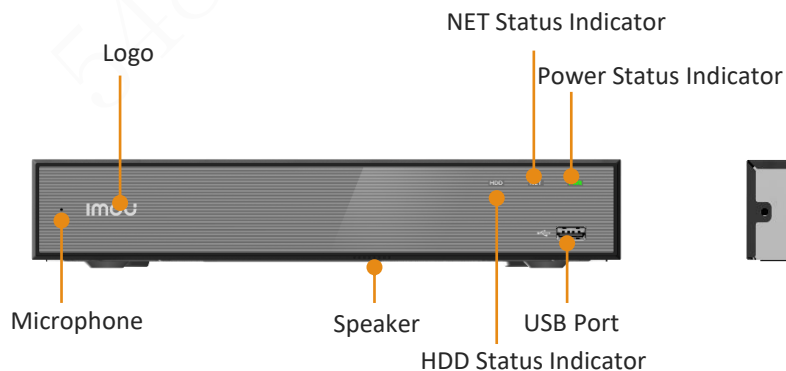 NET Status Indicator
Logo
Power Status Indicator
HDD
imou
Microphone
Speaker
USB Port
HDD Status Indicator